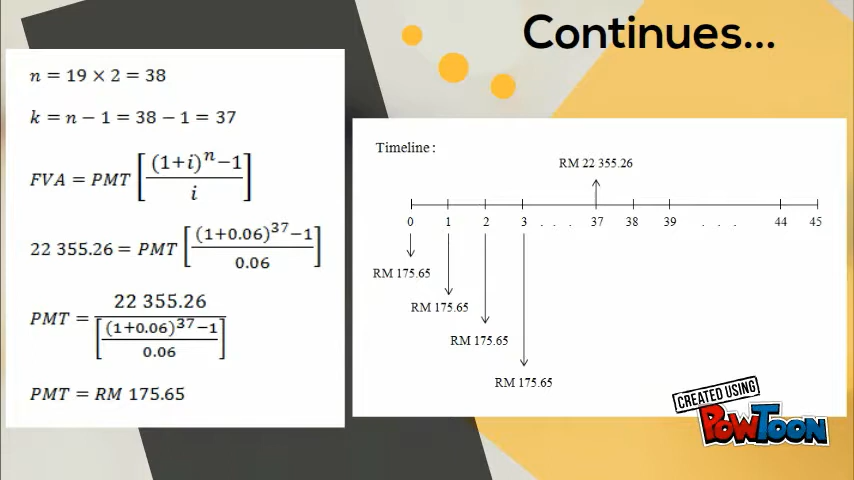 Continues...
n = 19 × 2 = 38
k = n − 1 = 38 − 1 = 37
FVA = PMT [((1+i)^n−1)/i]
22 355.26 = PMT [((1+0.06)^37−1)/0.06]
PMT = 22 355.26/[((1+0.06)^37−1)/0.06]
PMT = RM 175.65
Timeline :
RM 22 355.26
0 1 2 3 . . . 37 38 39 . . . 44 45
RM 175.65
RM 175.65
RM 175.65
RM 175.65
CREATED USING
POWTOON